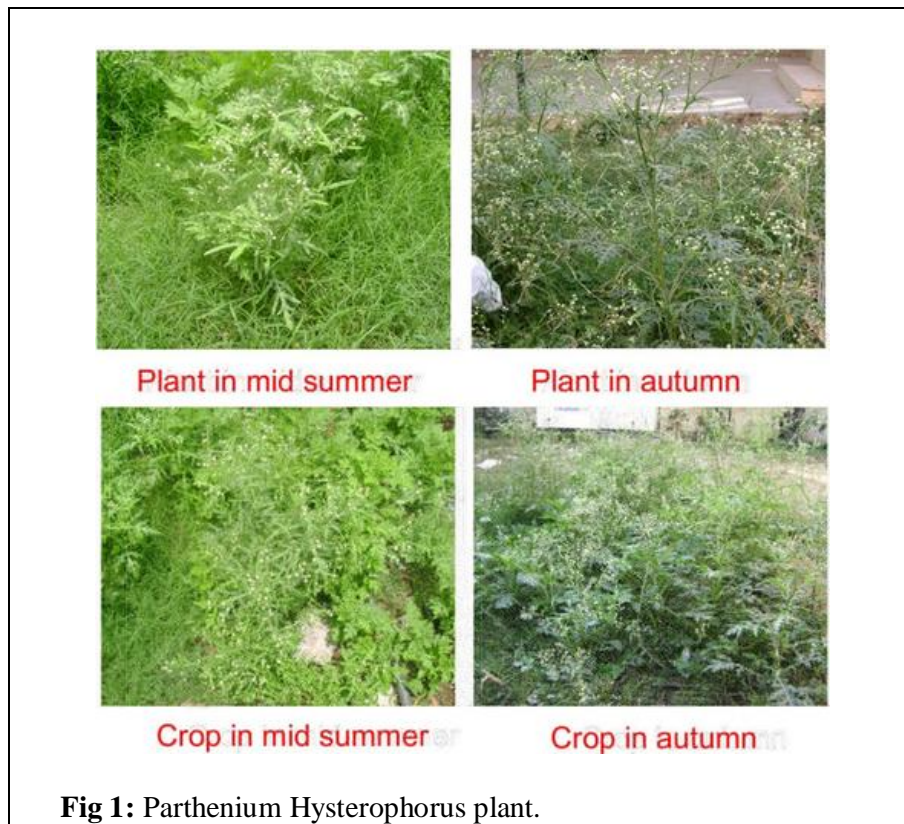 Plant in mid summer
Plant in autumn
Crop in mid summer
Crop in autumn
Fig 1: Parthenium Hysterophorus plant.